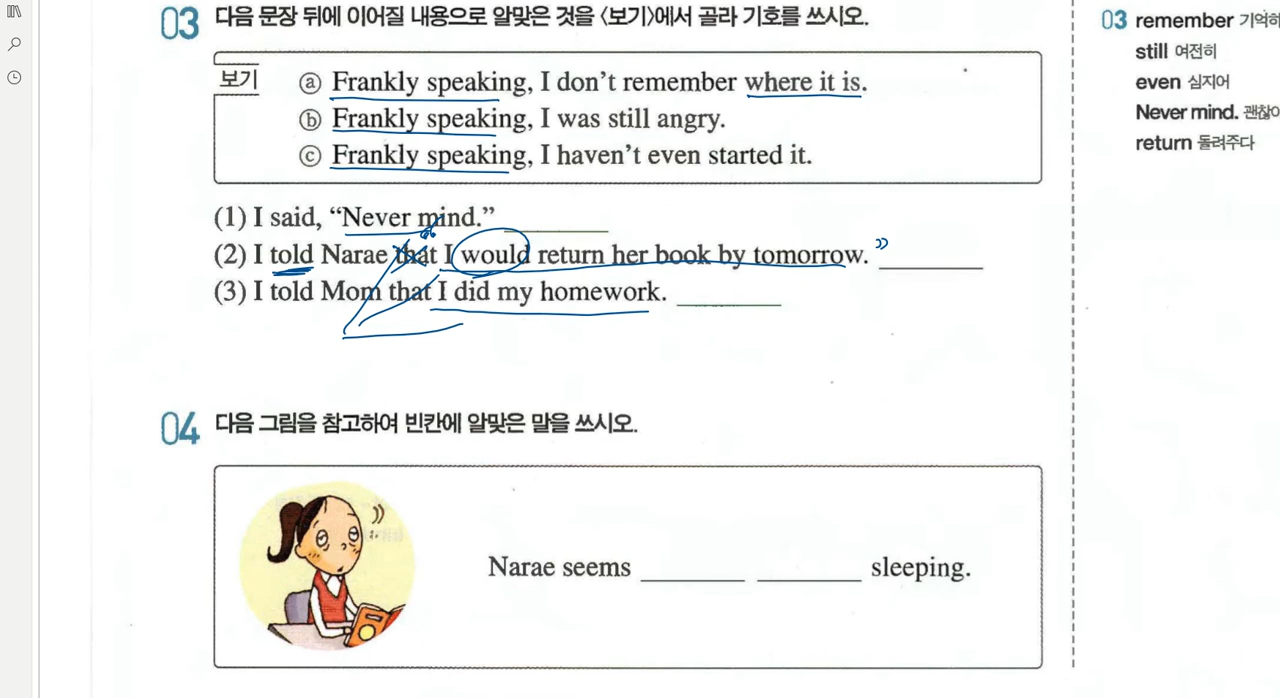 03 다음 문장 뒤에 이어질 내용으로 알맞은 것을 〈보기〉에서 골라 기호를 쓰시오.
보기 ⓐ Frankly speaking, I don't remember where it is.
ⓑ Frankly speaking, I was still angry.
ⓒ Frankly speaking, I haven't even started it.
(1) I said, “Never mind.”
(2) I told Narae that I would return her book by tomorrow. ”
(3) I told Mom that I did my homework.
04 다음 그림을 참고하여 빈칸에 알맞은 말을 쓰시오.
Narae seems ________ ________ sleeping.
03 remember
still 여전히
even 심지어
Never mind.
return 돌려주다